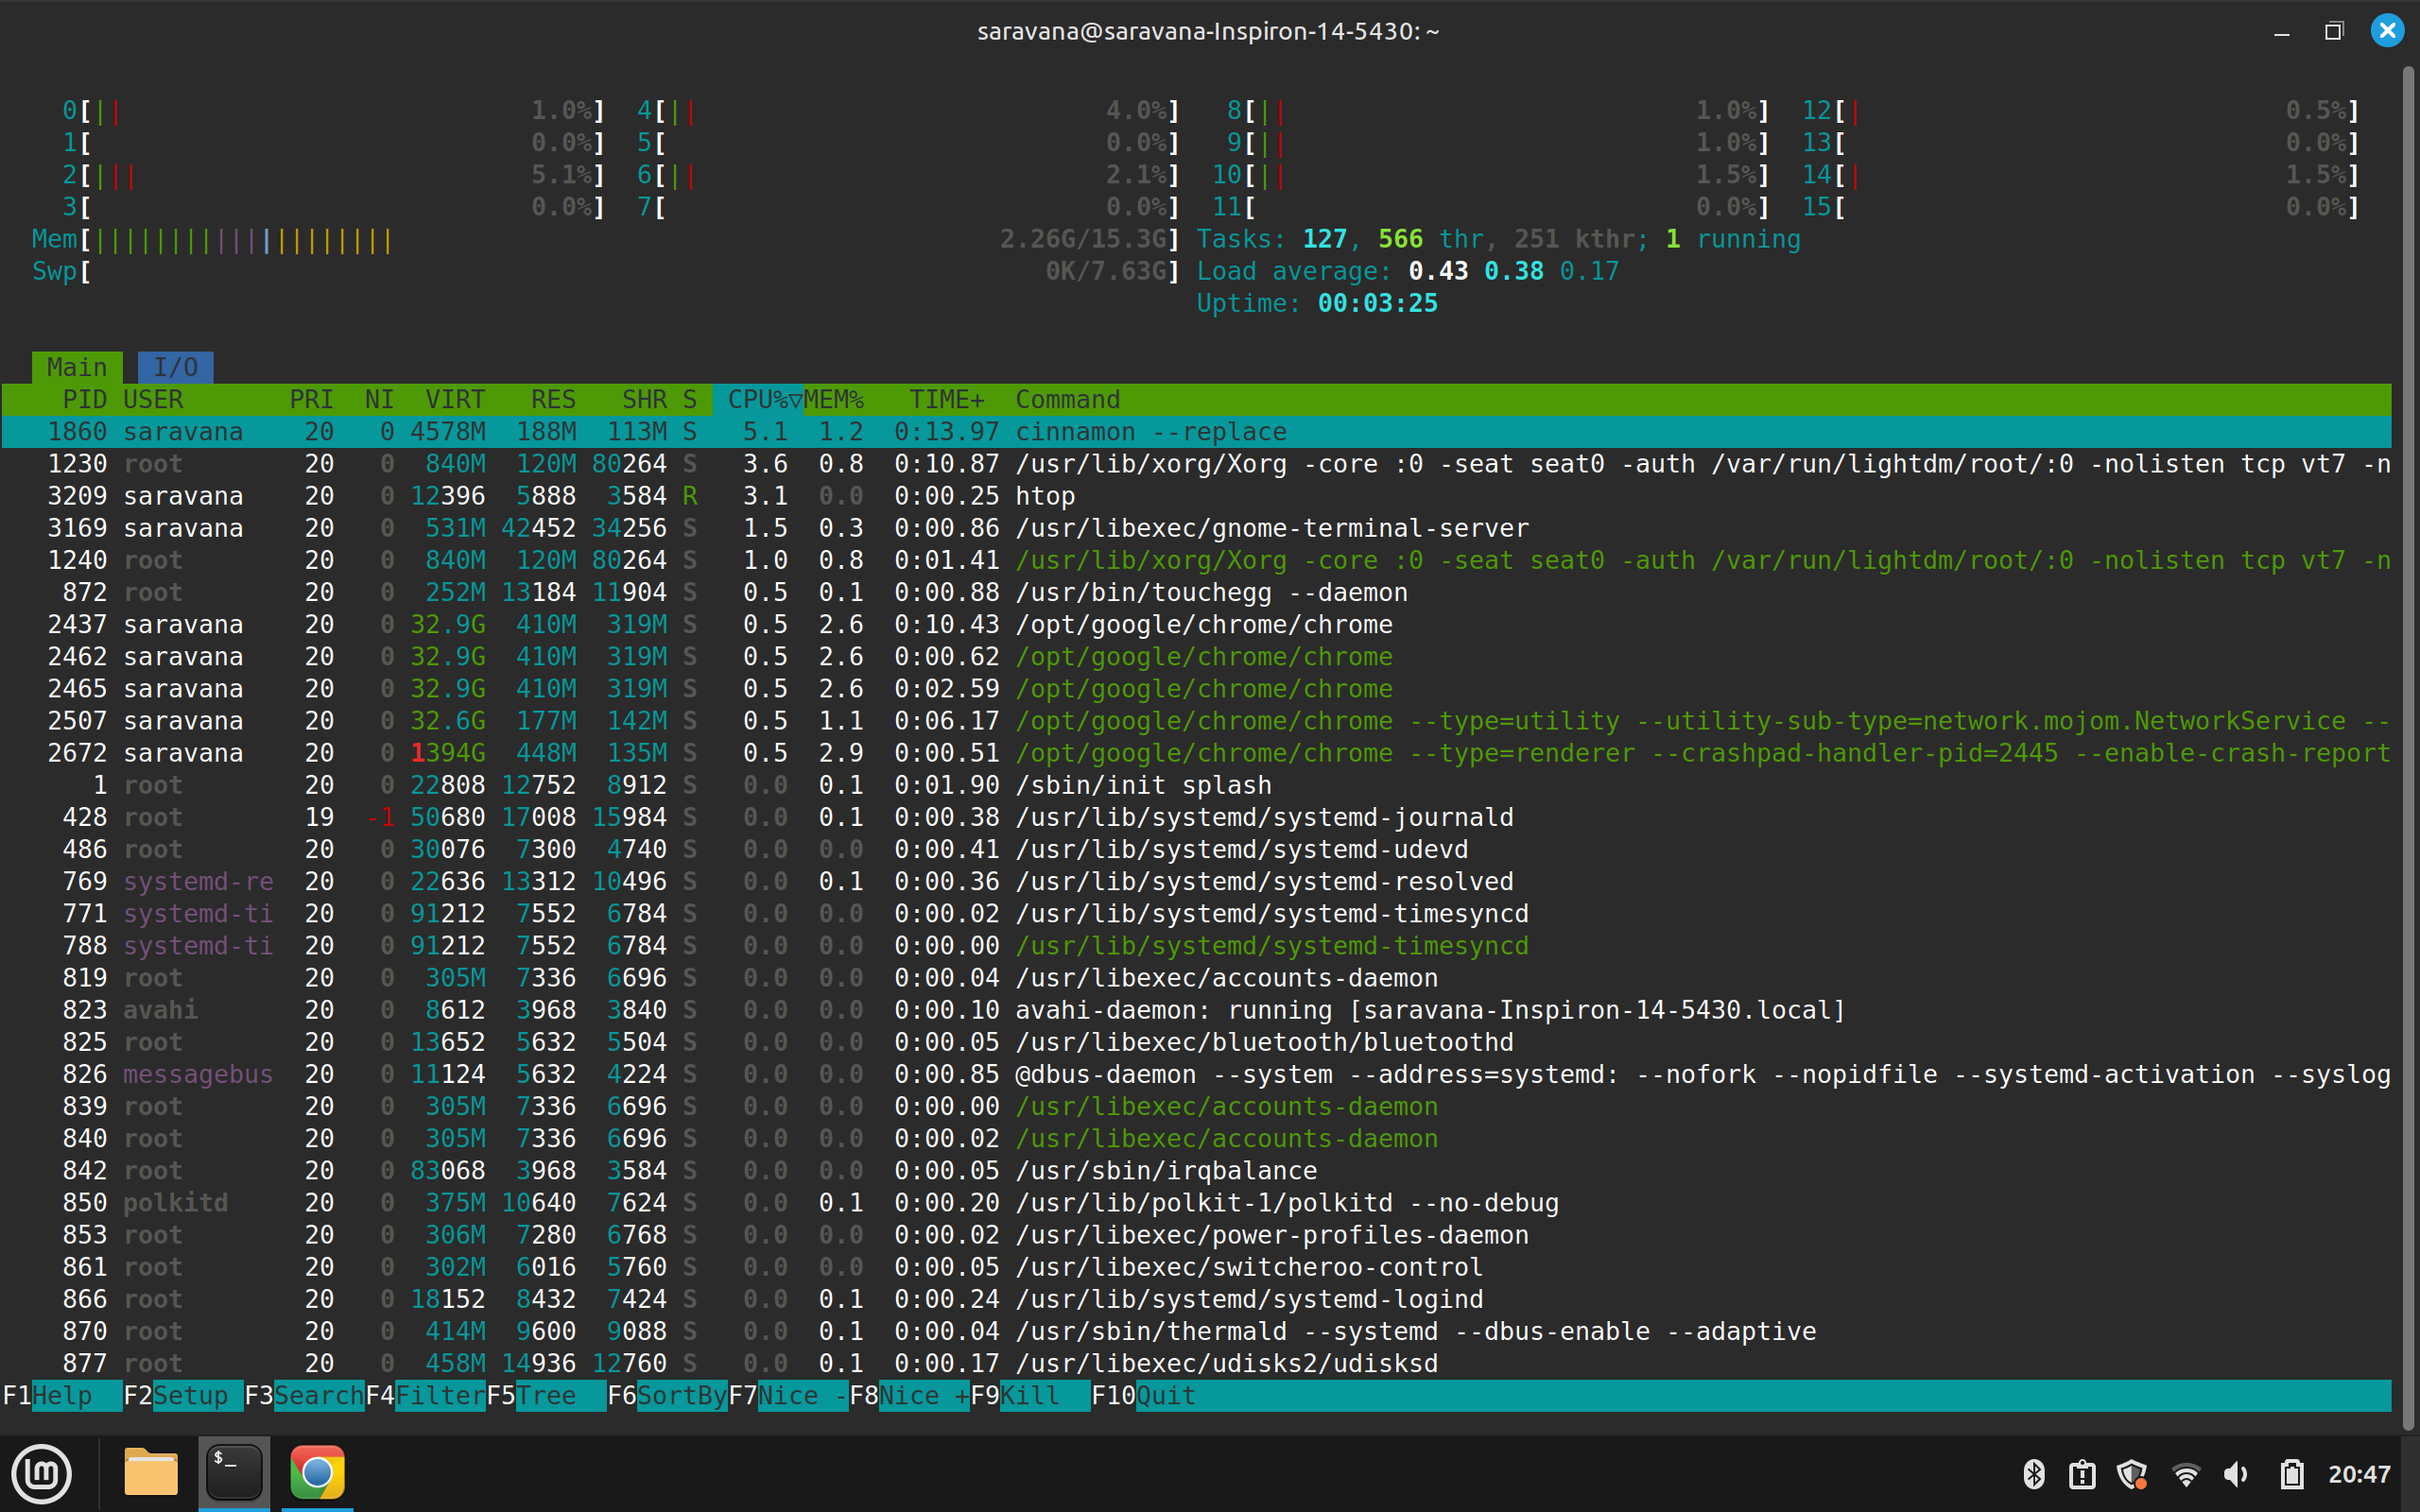 saravana@saravana-Inspiron-14-5430: ~
0[|| 1.0%] 4[|| 4.0%] 8[|| 1.0%] 12[| 0.5%]
1[ 0.0%] 5[ 0.0%] 9[|| 1.0%] 13[ 0.0%]
2[||| 5.1%] 6[|| 2.1%] 10[|| 1.5%] 14[| 1.5%]
3[ 0.0%] 7[ 0.0%] 11[ 0.0%] 15[ 0.0%]
Mem[|||||||||||||||||||| 2.26G/15.3G] Tasks: 127, 566 thr, 251 kthr; 1 running
Swp[ 0K/7.63G] Load average: 0.43 0.38 0.17
Uptime: 00:03:25
Main I/O
PID USER PRI NI VIRT RES SHR S CPU%▽MEM% TIME+ Command
1860 saravana 20 0 4578M 188M 113M S 5.1 1.2 0:13.97 cinnamon --replace
1230 root 20 0 840M 120M 80264 S 3.6 0.8 0:10.87 /usr/lib/xorg/Xorg -core :0 -seat seat0 -auth /var/run/lightdm/root/:0 -nolisten tcp vt7 -n
3209 saravana 20 0 12396 5888 3584 R 3.1 0.0 0:00.25 htop
3169 saravana 20 0 531M 42452 34256 S 1.5 0.3 0:00.86 /usr/libexec/gnome-terminal-server
1240 root 20 0 840M 120M 80264 S 1.0 0.8 0:01.41 /usr/lib/xorg/Xorg -core :0 -seat seat0 -auth /var/run/lightdm/root/:0 -nolisten tcp vt7 -n
872 root 20 0 252M 13184 11904 S 0.5 0.1 0:00.88 /usr/bin/touchegg --daemon
2437 saravana 20 0 32.9G 410M 319M S 0.5 2.6 0:10.43 /opt/google/chrome/chrome
2462 saravana 20 0 32.9G 410M 319M S 0.5 2.6 0:00.62 /opt/google/chrome/chrome
2465 saravana 20 0 32.9G 410M 319M S 0.5 2.6 0:02.59 /opt/google/chrome/chrome
2507 saravana 20 0 32.6G 177M 142M S 0.5 1.1 0:06.17 /opt/google/chrome/chrome --type=utility --utility-sub-type=network.mojom.NetworkService --
2672 saravana 20 0 1394G 448M 135M S 0.5 2.9 0:00.51 /opt/google/chrome/chrome --type=renderer --crashpad-handler-pid=2445 --enable-crash-report
1 root 20 0 22808 12752 8912 S 0.0 0.1 0:01.90 /sbin/init splash
428 root 19 -1 50680 17008 15984 S 0.0 0.1 0:00.38 /usr/lib/systemd/systemd-journald
486 root 20 0 30076 7300 4740 S 0.0 0.0 0:00.41 /usr/lib/systemd/systemd-udevd
769 systemd-re 20 0 22636 13312 10496 S 0.0 0.1 0:00.36 /usr/lib/systemd/systemd-resolved
771 systemd-ti 20 0 91212 7552 6784 S 0.0 0.0 0:00.02 /usr/lib/systemd/systemd-timesyncd
788 systemd-ti 20 0 91212 7552 6784 S 0.0 0.0 0:00.00 /usr/lib/systemd/systemd-timesyncd
819 root 20 0 305M 7336 6696 S 0.0 0.0 0:00.04 /usr/libexec/accounts-daemon
823 avahi 20 0 8612 3968 3840 S 0.0 0.0 0:00.10 avahi-daemon: running [saravana-Inspiron-14-5430.local]
825 root 20 0 13652 5632 5504 S 0.0 0.0 0:00.05 /usr/libexec/bluetooth/bluetoothd
826 messagebus 20 0 11124 5632 4224 S 0.0 0.0 0:00.85 @dbus-daemon --system --address=systemd: --nofork --nopidfile --systemd-activation --syslog
839 root 20 0 305M 7336 6696 S 0.0 0.0 0:00.00 /usr/libexec/accounts-daemon
840 root 20 0 305M 7336 6696 S 0.0 0.0 0:00.02 /usr/libexec/accounts-daemon
842 root 20 0 83068 3968 3584 S 0.0 0.0 0:00.05 /usr/sbin/irqbalance
850 polkitd 20 0 375M 10640 7624 S 0.0 0.1 0:00.20 /usr/lib/polkit-1/polkitd --no-debug
853 root 20 0 306M 7280 6768 S 0.0 0.0 0:00.02 /usr/libexec/power-profiles-daemon
861 root 20 0 302M 6016 5760 S 0.0 0.0 0:00.05 /usr/libexec/switcheroo-control
866 root 20 0 18152 8432 7424 S 0.0 0.1 0:00.24 /usr/lib/systemd/systemd-logind
870 root 20 0 414M 9600 9088 S 0.0 0.1 0:00.04 /usr/sbin/thermald --systemd --dbus-enable --adaptive
877 root 20 0 458M 14936 12760 S 0.0 0.1 0:00.17 /usr/libexec/udisks2/udisksd
F1Help F2Setup F3SearchF4FilterF5Tree F6SortByF7Nice -F8Nice +F9Kill F10Quit
$_
20:47